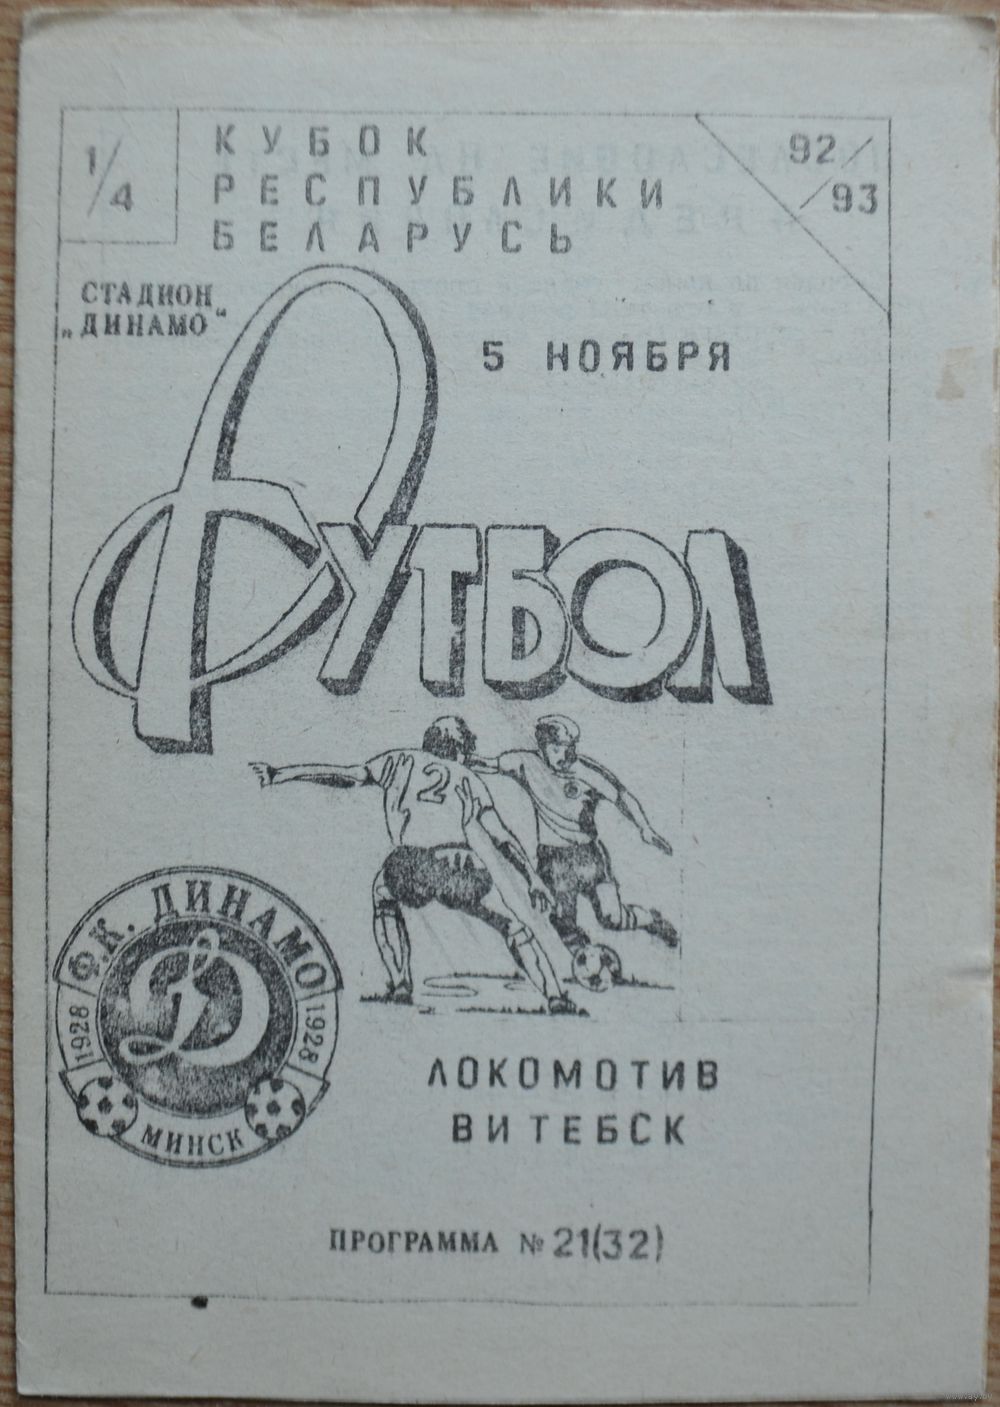 1/4
КУБОК
РЕСПУБЛИКИ
БЕЛАРУСЬ
92/93
СТАДИОН
„ДИНАМО"
5 НОЯБРЯ
ФУТБОЛ
2
Ф.К. ДИНАМО
1928 1928
МИНСК
ЛОКОМОТИВ
ВИТЕБСК
ПРОГРАММА № 21(32)